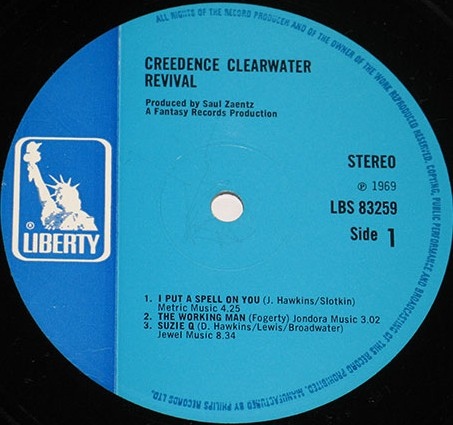 ALL RIGHTS OF THE RECORD PRODUCER AND OF THE OWNER OF THE WORK REPRODUCED RESERVED. COPYING, PUBLIC PERFORMANCE AND BROADCASTING OF THIS RECORD PROHIBITED. MANUFACTURED BY PHILIPS RECORDS LTD.
CREEDENCE CLEARWATER
REVIVAL
Produced by Saul Zaentz
A Fantasy Records Production
STEREO
℗ 1969
LBS 83259
Side 1
® LIBERTY
1. I PUT A SPELL ON YOU (J. Hawkins/Slotkin)
Metric Music 4.25
2. THE WORKING MAN (Fogerty) Jondora Music 3.02
3. SUZIE Q (D. Hawkins/Lewis/Broadwater)
Jewel Music 8.34